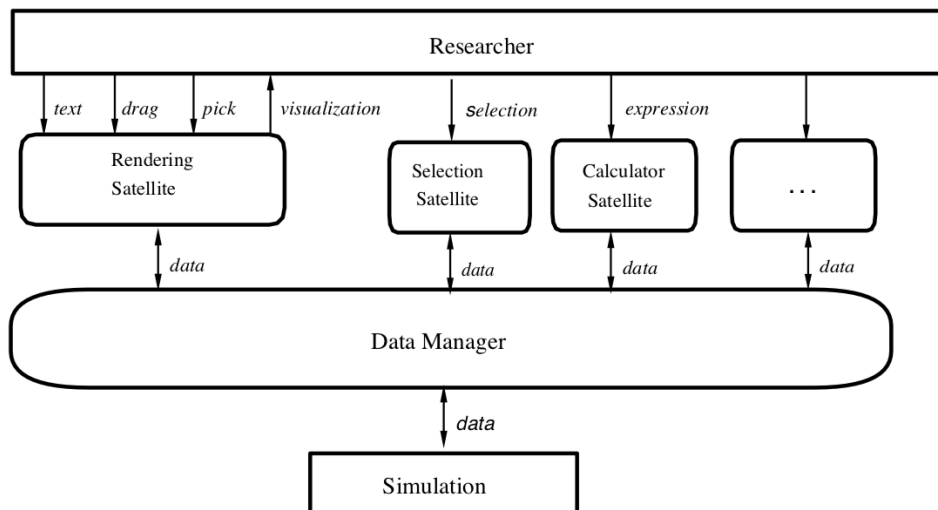 Researcher
text
drag
pick
visualization
selection
expression
Rendering
Satellite
Selection
Satellite
Calculator
Satellite
...
data
data
data
data
Data Manager
data
Simulation